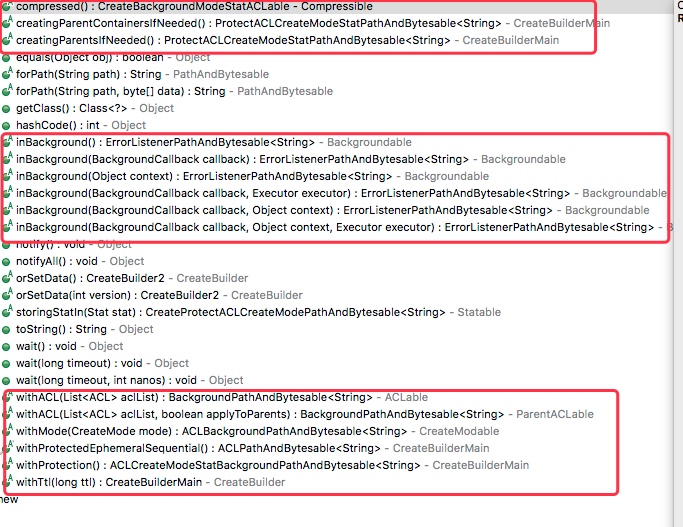 compressed() : CreateBackgroundModeStatACLable - Compressible
creatingParentContainersIfNeeded() : ProtectACLCreateModeStatPathAndBytesable<String> - CreateBuilderMain
creatingParentsIfNeeded() : ProtectACLCreateModeStatPathAndBytesable<String> - CreateBuilderMain
equals(Object obj) : boolean - Object
forPath(String path) : String - PathAndBytesable
forPath(String path, byte[] data) : String - PathAndBytesable
getClass() : Class<?> - Object
hashCode() : int - Object
inBackground() : ErrorListenerPathAndBytesable<String> - Backgroundable
inBackground(BackgroundCallback callback) : ErrorListenerPathAndBytesable<String> - Backgroundable
inBackground(Object context) : ErrorListenerPathAndBytesable<String> - Backgroundable
inBackground(BackgroundCallback callback, Executor executor) : ErrorListenerPathAndBytesable<String> - Backgroundable
inBackground(BackgroundCallback callback, Object context) : ErrorListenerPathAndBytesable<String> - Backgroundable
inBackground(BackgroundCallback callback, Object context, Executor executor) : ErrorListenerPathAndBytesable<String> - B
notify() : void - Object
notifyAll() : void - Object
orSetData() : CreateBuilder2 - CreateBuilder
orSetData(int version) : CreateBuilder2 - CreateBuilder
storingStatIn(Stat stat) : CreateProtectACLCreateModePathAndBytesable<String> - Statable
toString() : String - Object
wait() : void - Object
wait(long timeout) : void - Object
wait(long timeout, int nanos) : void - Object
withACL(List<ACL> aclList) : BackgroundPathAndBytesable<String> - ACLable
withACL(List<ACL> aclList, boolean applyToParents) : BackgroundPathAndBytesable<String> - ParentACLable
withMode(CreateMode mode) : ACLBackgroundPathAndBytesable<String> - CreateModable
withProtectedEphemeralSequential() : ACLPathAndBytesable<String> - CreateBuilderMain
withProtection() : ACLCreateModeStatBackgroundPathAndBytesable<String> - CreateBuilderMain
withTtl(long ttl) : CreateBuilderMain - CreateBuilder
new